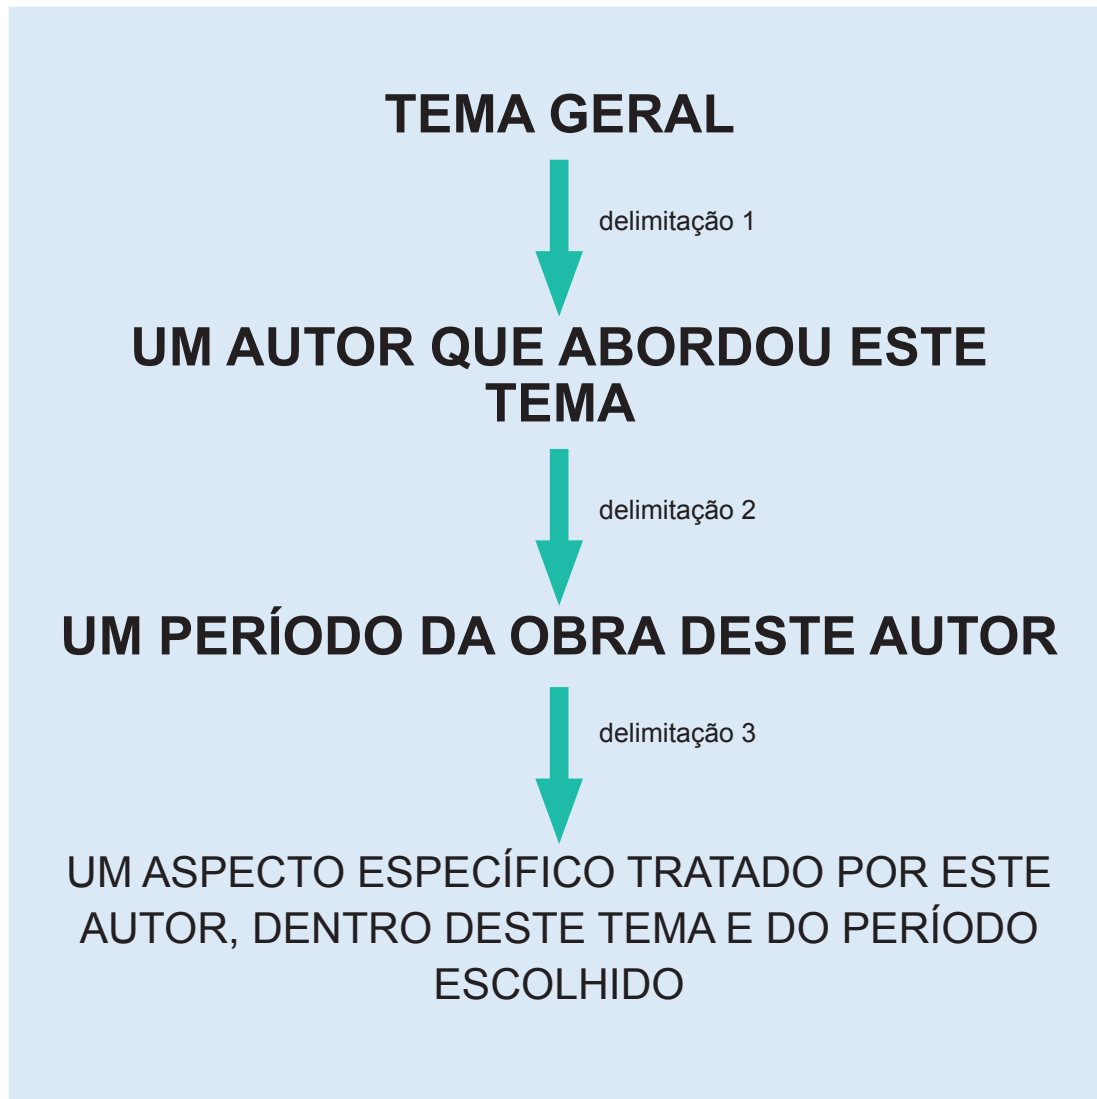 TEMA GERAL
delimitação 1
UM AUTOR QUE ABORDOU ESTE
TEMA
delimitação 2
UM PERÍODO DA OBRA DESTE AUTOR
delimitação 3
UM ASPECTO ESPECÍFICO TRATADO POR ESTE
AUTOR, DENTRO DESTE TEMA E DO PERÍODO
ESCOLHIDO